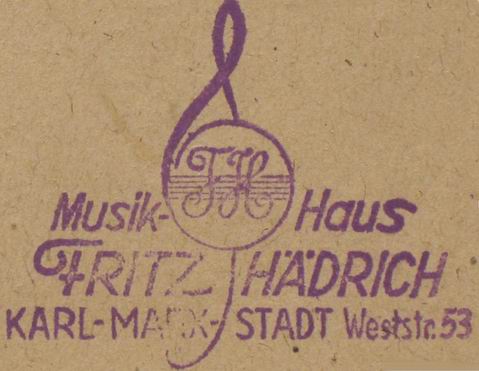 FH
Musik-Haus
FRITZ HÄDRICH
KARL-MARX-STADT Weststr. 53